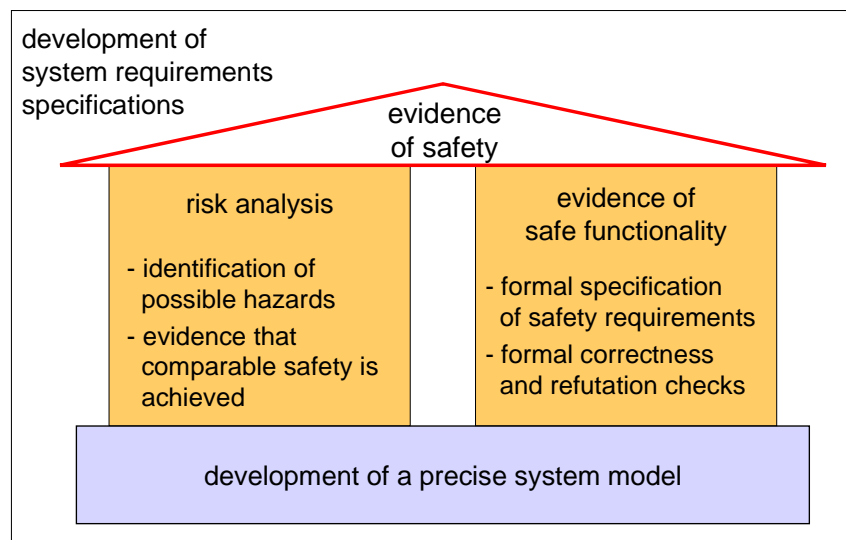 development of
system requirements
specifications
evidence
of safety
risk analysis
- identification of
possible hazards
- evidence that
comparable safety is
achieved
evidence of
safe functionality
- formal specification
of safety requirements
- formal correctness
and refutation checks
development of a precise system model